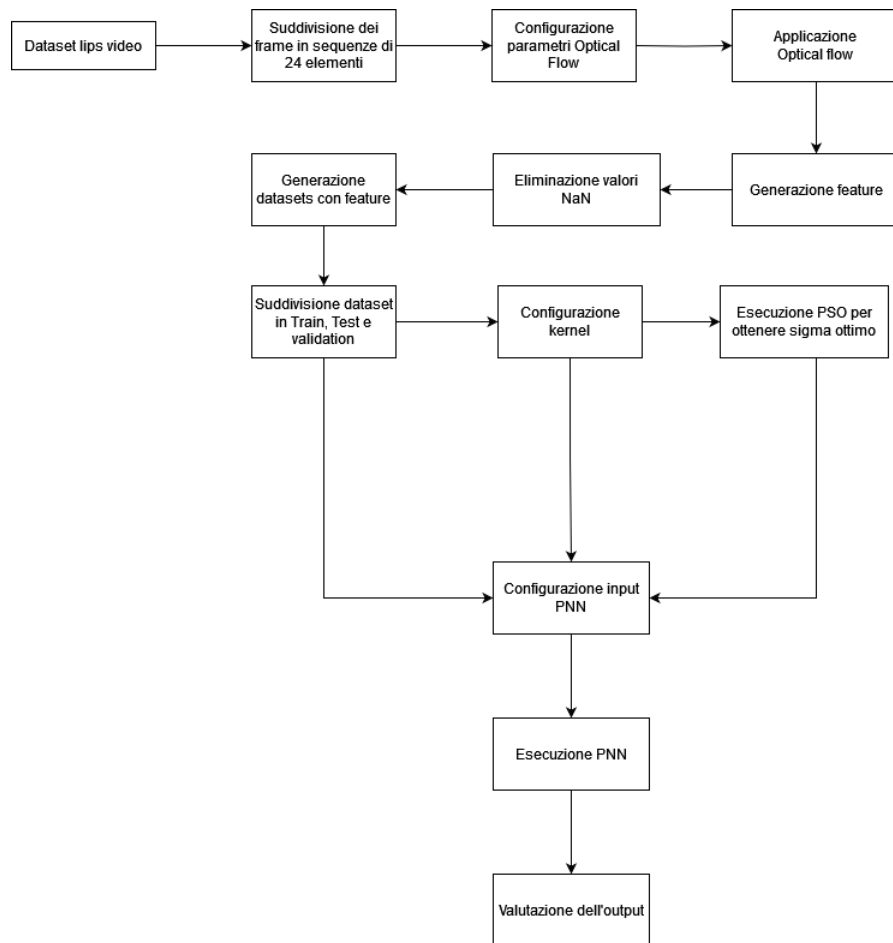 Dataset lips video
Suddivisione dei
frame in sequenze di
24 elementi
Configurazione
parametri Optical
Flow
Applicazione
Optical flow
Generazione
datasets con feature
Eliminazione valori
NaN
Generazione feature
Suddivisione dataset
in Train, Test e
validation
Configurazione
kernel
Esecuzione PSO per
ottenere sigma ottimo
Configurazione input
PNN
Esecuzione PNN
Valutazione dell'output